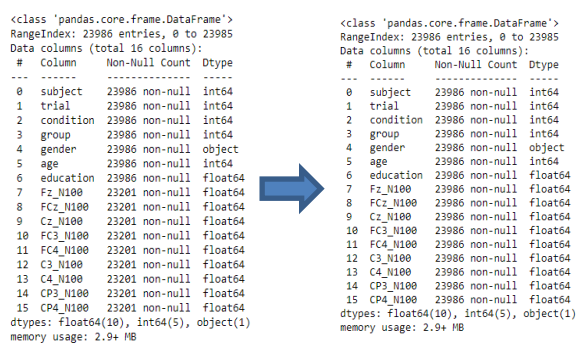 <class 'pandas.core.frame.DataFrame'>
RangeIndex: 23986 entries, 0 to 23985
Data columns (total 16 columns):
 #   Column     Non-Null Count  Dtype
---  ------     --------------  -----
 0   subject    23986 non-null  int64
 1   trial      23986 non-null  int64
 2   condition  23986 non-null  int64
 3   group      23986 non-null  int64
 4   gender     23986 non-null  object
 5   age        23986 non-null  int64
 6   education  23986 non-null  float64
 7   Fz_N100    23201 non-null  float64
 8   FCz_N100   23201 non-null  float64
 9   Cz_N100    23201 non-null  float64
 10  FC3_N100   23201 non-null  float64
 11  FC4_N100   23201 non-null  float64
 12  C3_N100    23201 non-null  float64
 13  C4_N100    23201 non-null  float64
 14  CP3_N100   23201 non-null  float64
 15  CP4_N100   23201 non-null  float64
dtypes: float64(10), int64(5), object(1)
memory usage: 2.9+ MB
<class 'pandas.core.frame.DataFrame'>
RangeIndex: 23986 entries, 0 to 23985
Data columns (total 16 columns):
 #   Column     Non-Null Count  Dtype
---  ------     --------------  -----
 0   subject    23986 non-null  int64
 1   trial      23986 non-null  int64
 2   condition  23986 non-null  int64
 3   group      23986 non-null  int64
 4   gender     23986 non-null  object
 5   age        23986 non-null  int64
 6   education  23986 non-null  float64
 7   Fz_N100    23986 non-null  float64
 8   FCz_N100   23986 non-null  float64
 9   Cz_N100    23986 non-null  float64
 10  FC3_N100   23986 non-null  float64
 11  FC4_N100   23986 non-null  float64
 12  C3_N100    23986 non-null  float64
 13  C4_N100    23986 non-null  float64
 14  CP3_N100   23986 non-null  float64
 15  CP4_N100   23986 non-null  float64
dtypes: float64(10), int64(5), object(1)
memory usage: 2.9+ MB